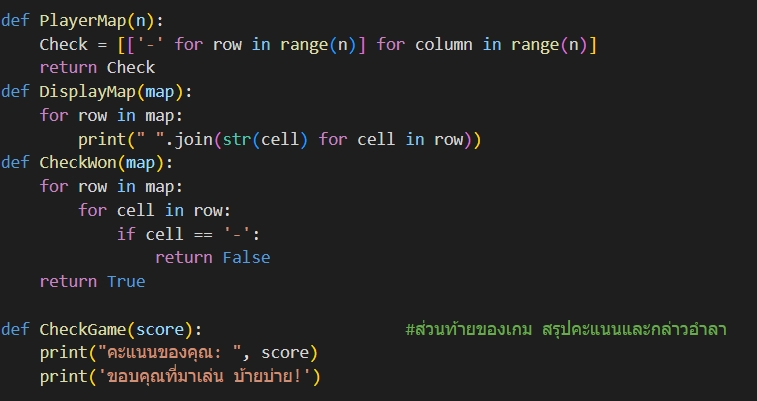 def PlayerMap(n):
    Check = [['-' for row in range(n)] for column in range(n)]
    return Check
def DisplayMap(map):
    for row in map:
        print(" ".join(str(cell) for cell in row))
def CheckWon(map):
    for row in map:
        for cell in row:
            if cell == '-':
                return False
    return True

def CheckGame(score):                     #ส่วนท้ายของเกม สรุปคะแนนและกล่าวอำลา
    print("คะแนนของคุณ: ", score)
    print('ขอบคุณที่มาเล่น บ้ายบ่าย!')